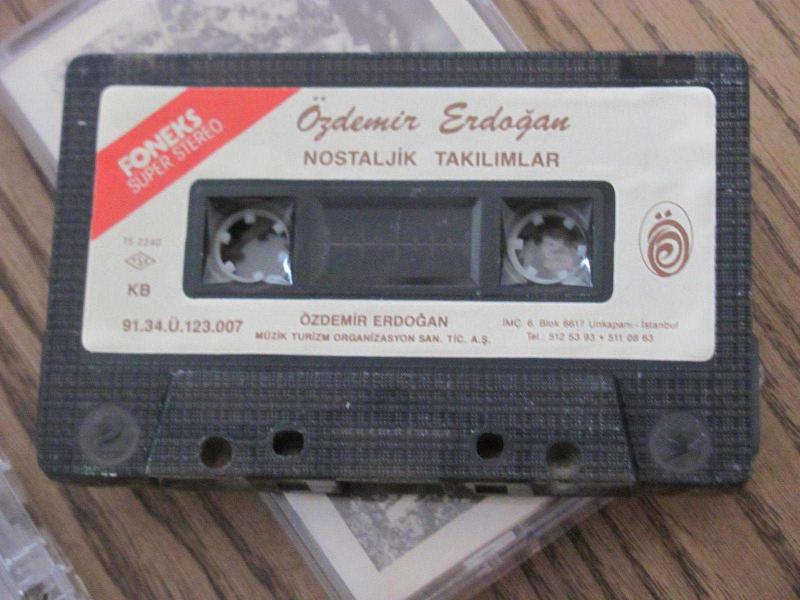 Özdemir Erdoğan
NOSTALJİK TAKILIMLAR
FONEKS
SUPER STEREO
TS 2240
TSE
KB
91.34.Ü.123.007
ÖZDEMİR ERDOĞAN
MÜZİK TURİZM ORGANİZASYON SAN. TİC. A.Ş.
İMÇ. 6. Blok 6617 Unkapanı - İstanbul
Tel.: 512 53 93 • 511 08 63